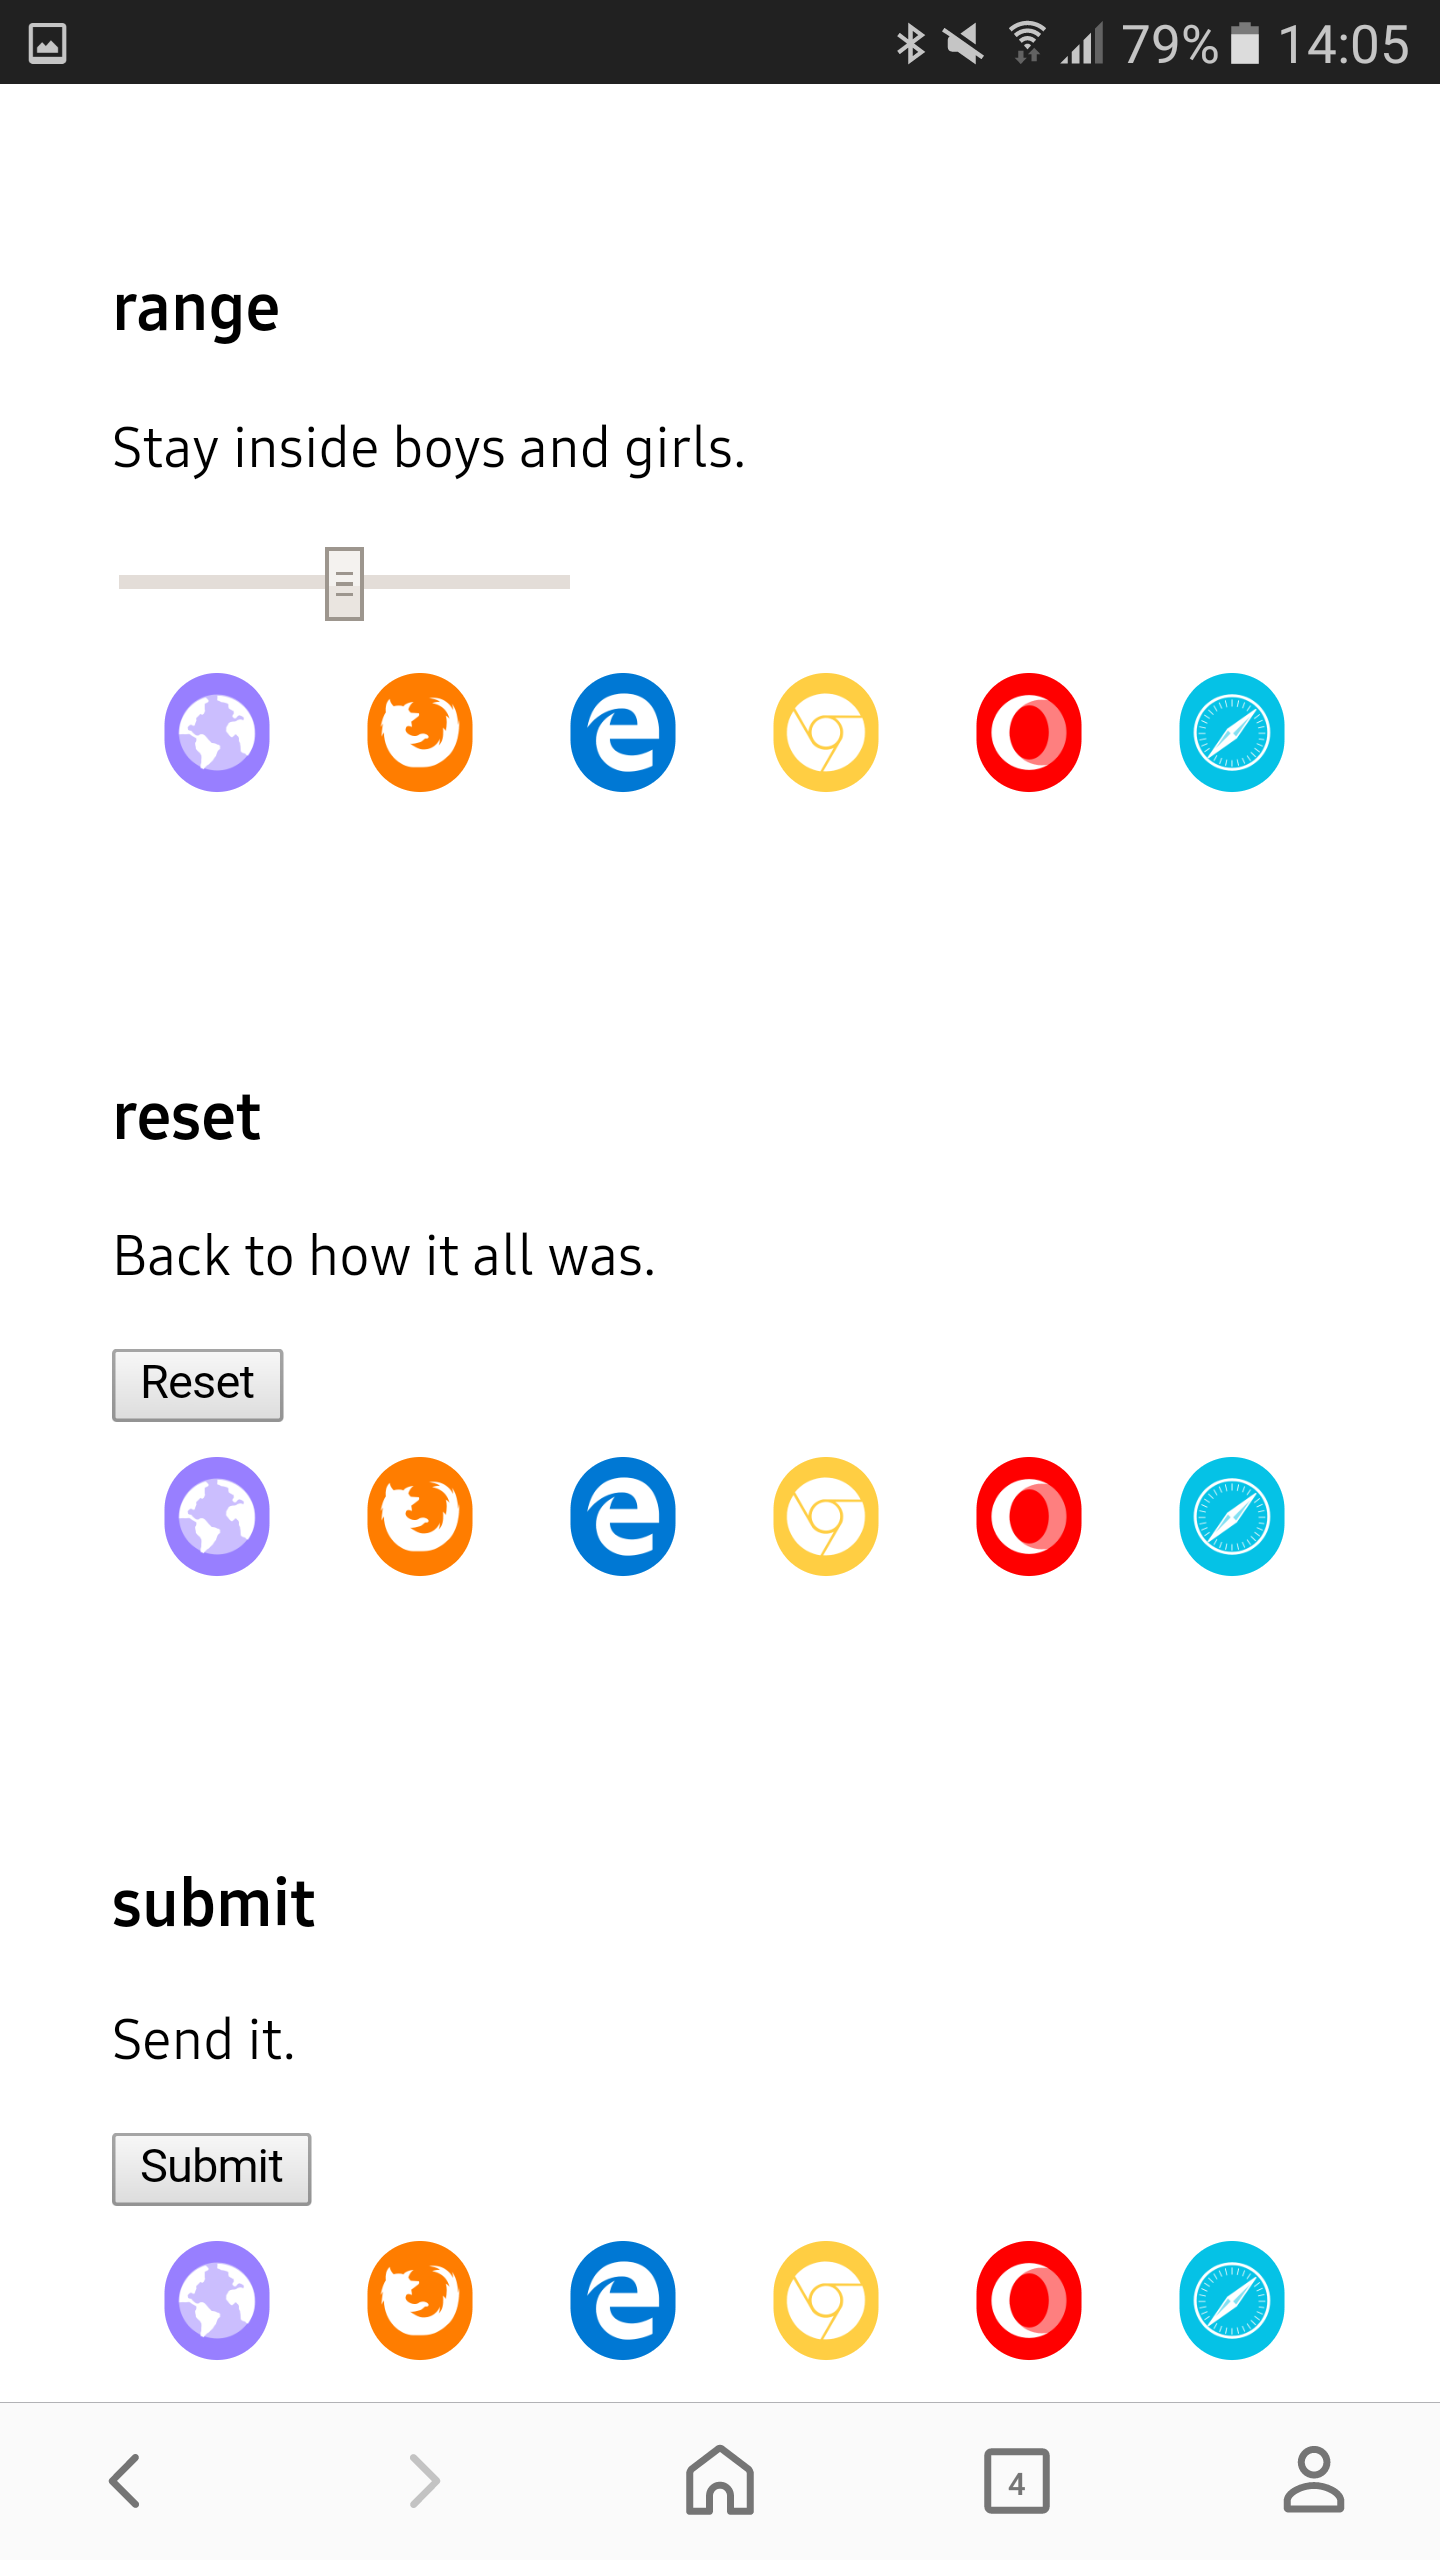 79% 14:05
range
Stay inside boys and girls.
reset
Back to how it all was.
Reset
submit
Send it.
Submit
4